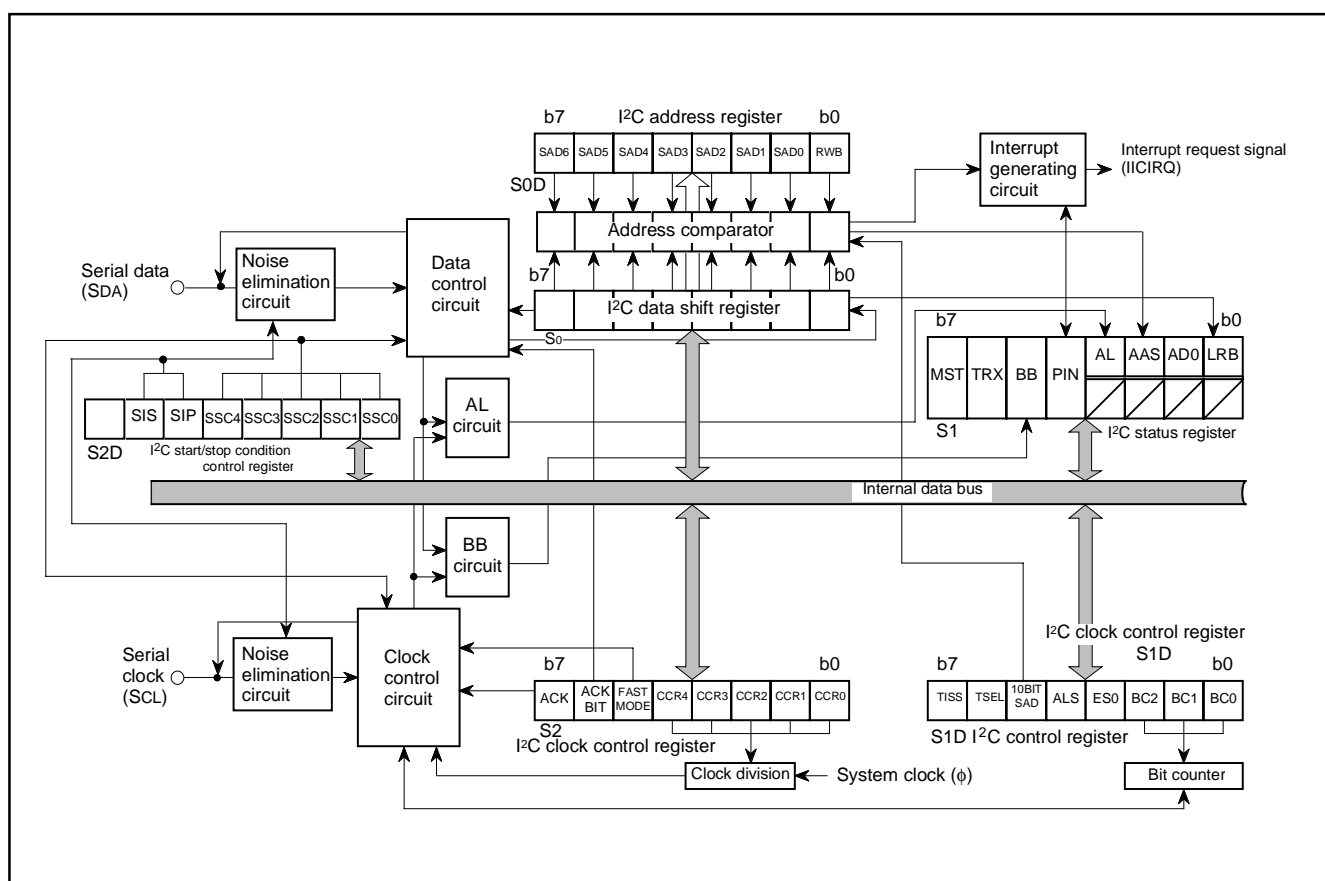 b7 I²C address register b0
SAD6 SAD5 SAD4 SAD3 SAD2 SAD1 SAD0 RWB
S0D
Interrupt
generating
circuit
Interrupt request signal
(IICIRQ)
Address comparator
Serial data
(SDA)
Noise
elimination
circuit
Data
control
circuit
b7 b0
I²C data shift register
S0
b7 b0
MST TRX BB PIN AL AAS AD0 LRB
S1 I²C status register
SIS SIP SSC4 SSC3 SSC2 SSC1 SSC0
S2D
I²C start/stop condition
control register
AL
circuit
Internal data bus
BB
circuit
Serial
clock
(SCL)
Noise
elimination
circuit
Clock
control
circuit
b7 b0
ACK ACK BIT FAST MODE CCR4 CCR3 CCR2 CCR1 CCR0
S2
I²C clock control register
Clock division
System clock (ϕ)
I²C clock control register
S1D
b7 b0
TISS TSEL 10BIT SAD ALS ES0 BC2 BC1 BC0
S1D I²C control register
Bit counter